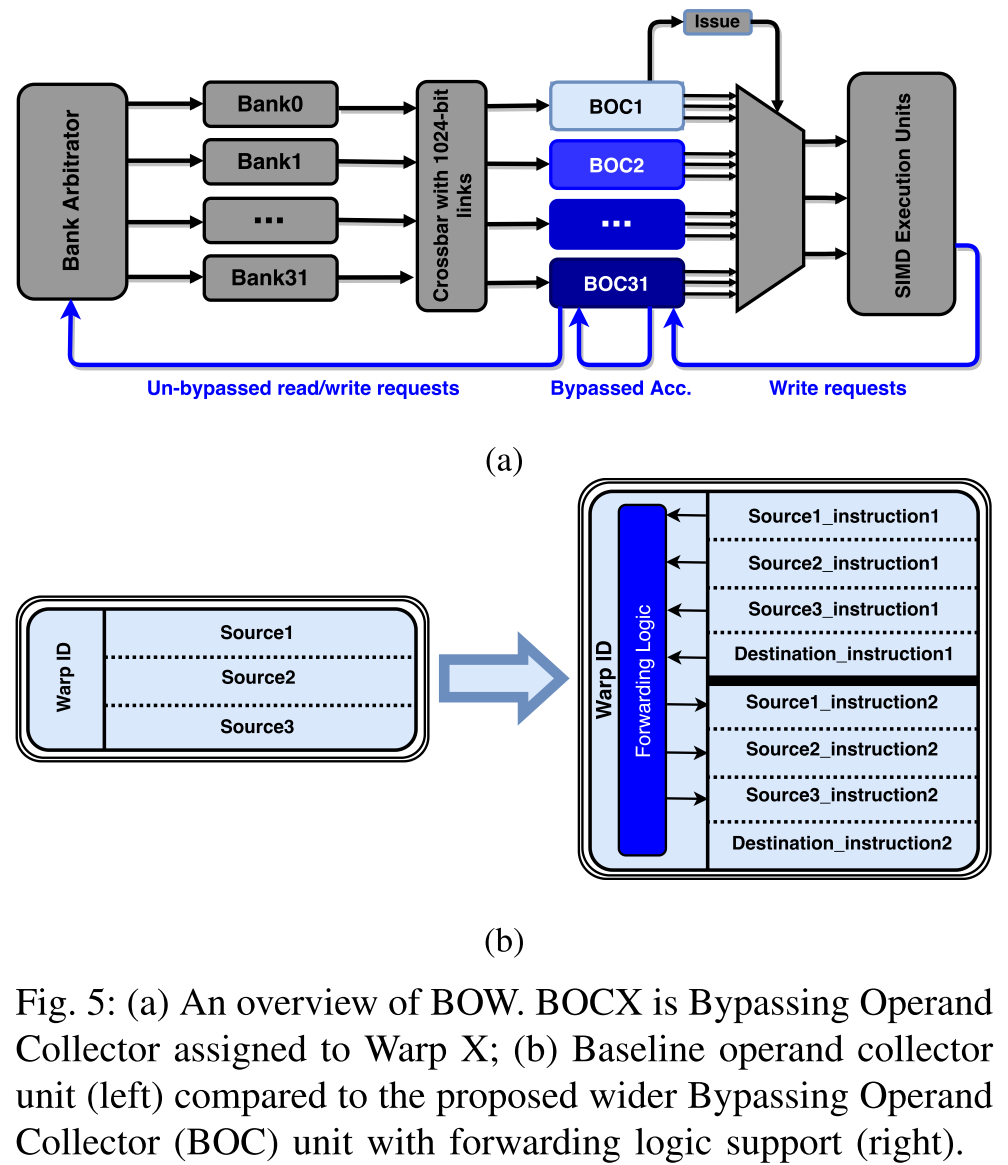 Issue
Bank Arbitrator
Bank0
Bank1
...
Bank31
Crossbar with 1024-bit
links
BOC1
BOC2
...
BOC31
SIMD Execution Units
Un-bypassed read/write requests
Bypassed Acc.
Write requests
(a)
Warp ID
Source1
Source2
Source3
Warp ID
Forwarding Logic
Source1_instruction1
Source2_instruction1
Source3_instruction1
Destination_instruction1
Source1_instruction2
Source2_instruction2
Source3_instruction2
Destination_instruction2
(b)
Fig. 5: (a) An overview of BOW. BOCX is Bypassing Operand
Collector assigned to Warp X; (b) Baseline operand collector
unit (left) compared to the proposed wider Bypassing Operand
Collector (BOC) unit with forwarding logic support (right).